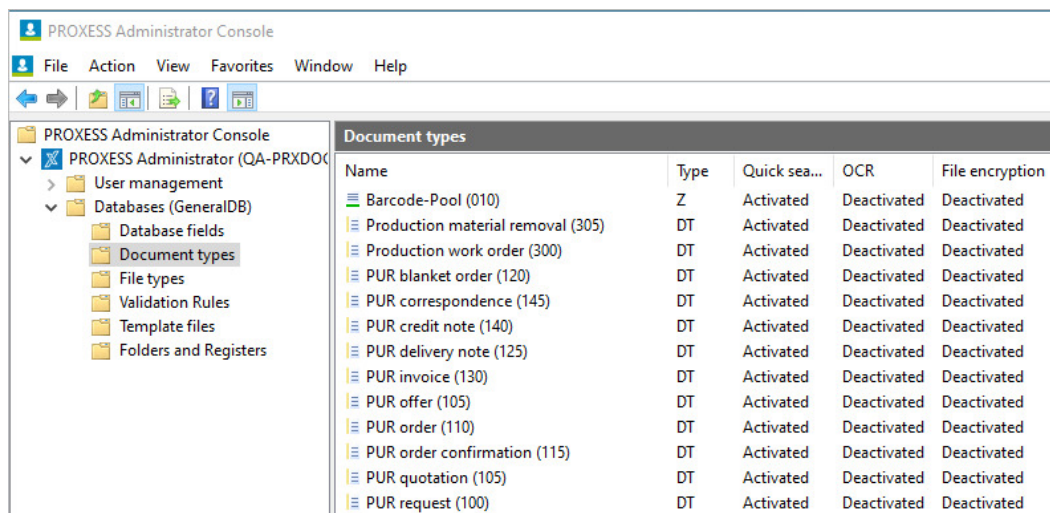 PROXESS Administrator Console
File Action View Favorites Window Help
PROXESS Administrator Console
PROXESS Administrator (QA-PRXDO
User management
Databases (GeneralDB)
Database fields
Document types
File types
Validation Rules
Template files
Folders and Registers
Document types
Name Type Quick sea... OCR File encryption
Barcode-Pool (010) Z Activated Deactivated Deactivated
Production material removal (305) DT Activated Deactivated Deactivated
Production work order (300) DT Activated Deactivated Deactivated
PUR blanket order (120) DT Activated Deactivated Deactivated
PUR correspondence (145) DT Activated Deactivated Deactivated
PUR credit note (140) DT Activated Deactivated Deactivated
PUR delivery note (125) DT Activated Deactivated Deactivated
PUR invoice (130) DT Activated Deactivated Deactivated
PUR offer (105) DT Activated Deactivated Deactivated
PUR order (110) DT Activated Deactivated Deactivated
PUR order confirmation (115) DT Activated Deactivated Deactivated
PUR quotation (105) DT Activated Deactivated Deactivated
PUR request (100) DT Activated Deactivated Deactivated